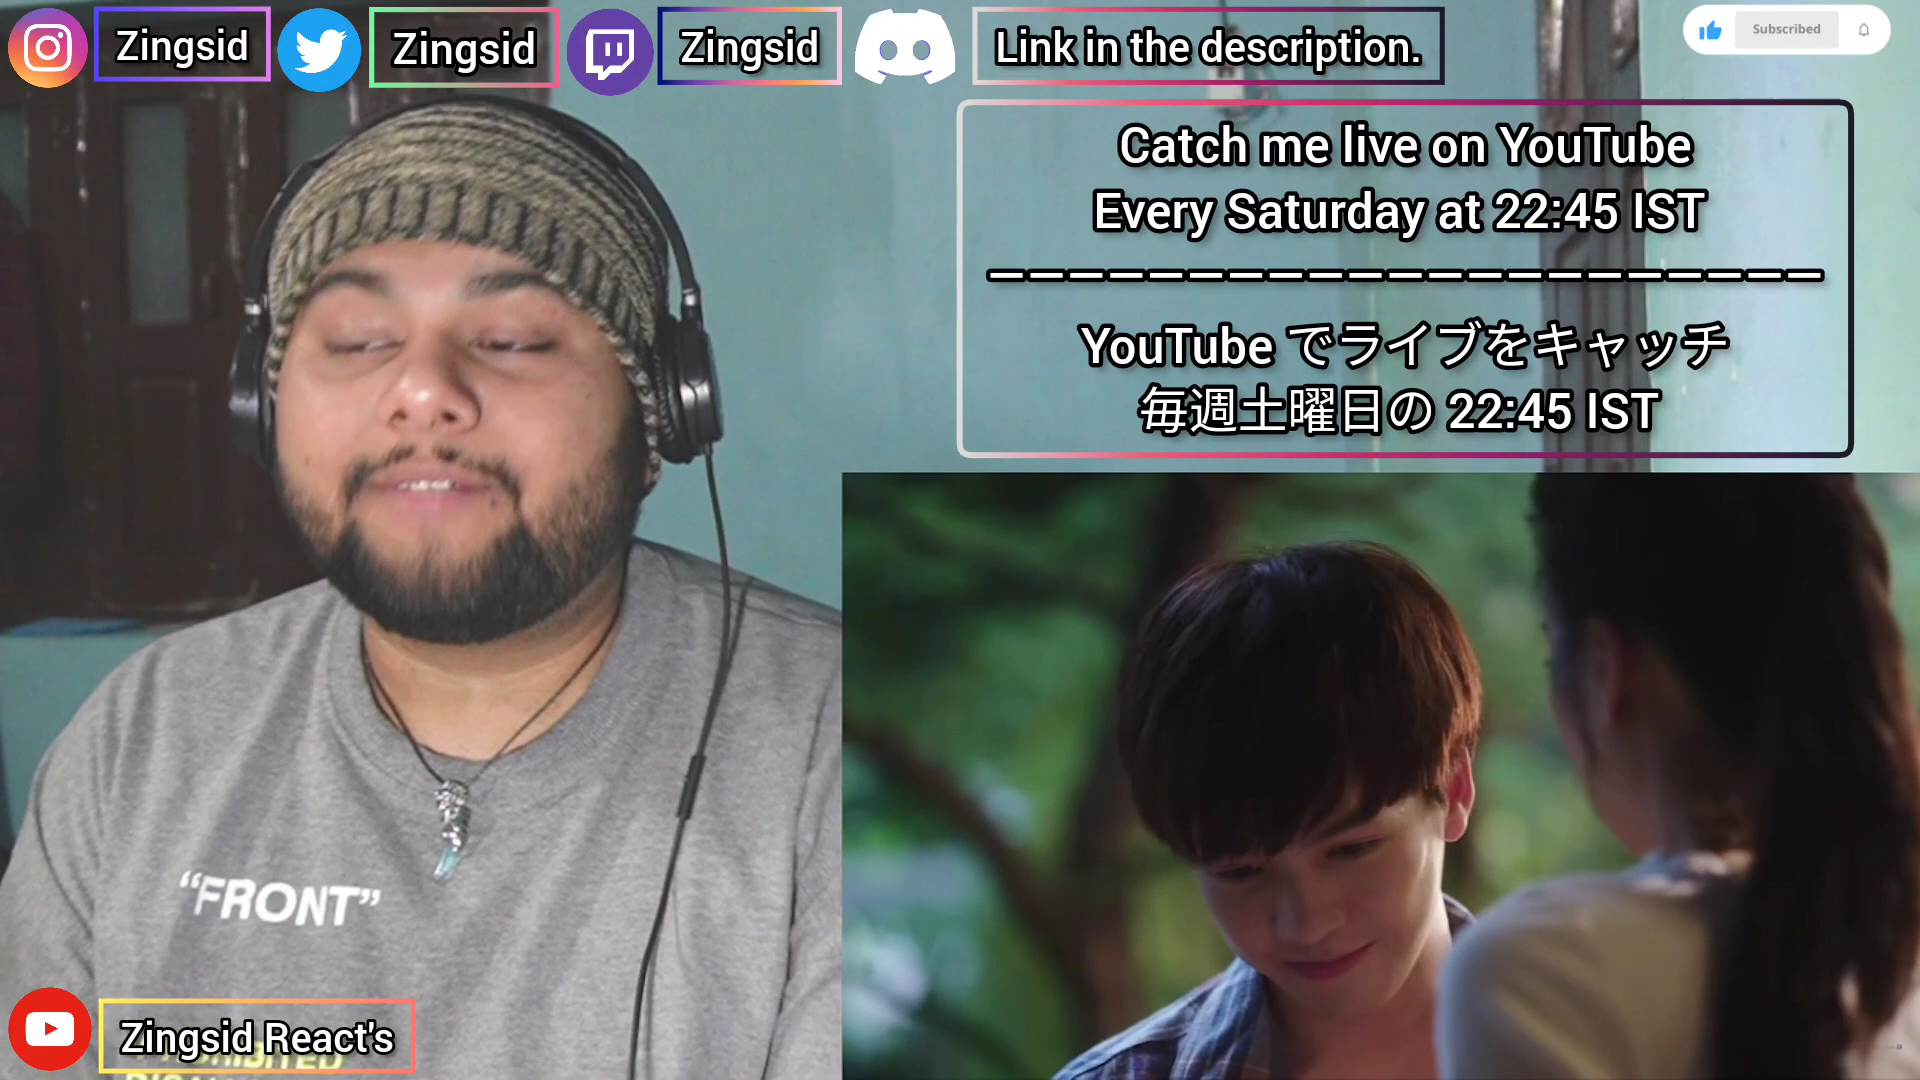 Zingsid
Zingsid
Zingsid
Link in the description.
Subscribed
Catch me live on YouTube
Every Saturday at 22:45 IST
YouTube でライブをキャッチ
毎週土曜日の 22:45 IST
“FRONT”
Zingsid React's